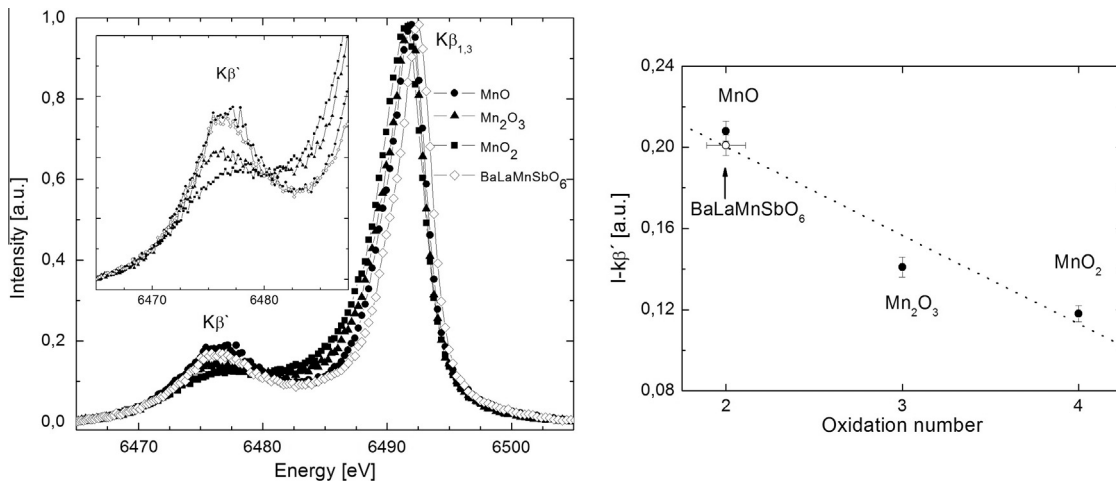 1,0
0,8
0,6
0,4
0,2
0,0
Intensity [a.u.]
Kβ`
6470 6480
Kβ1,3
MnO
Mn2O3
MnO2
BaLaMnSbO6
Kβ`
6470 6480 6490 6500
Energy [eV]
0,24
0,20
0,16
0,12
0,08
I-kβ´ [a.u.]
MnO
BaLaMnSbO6
Mn2O3
MnO2
2 3 4
Oxidation number